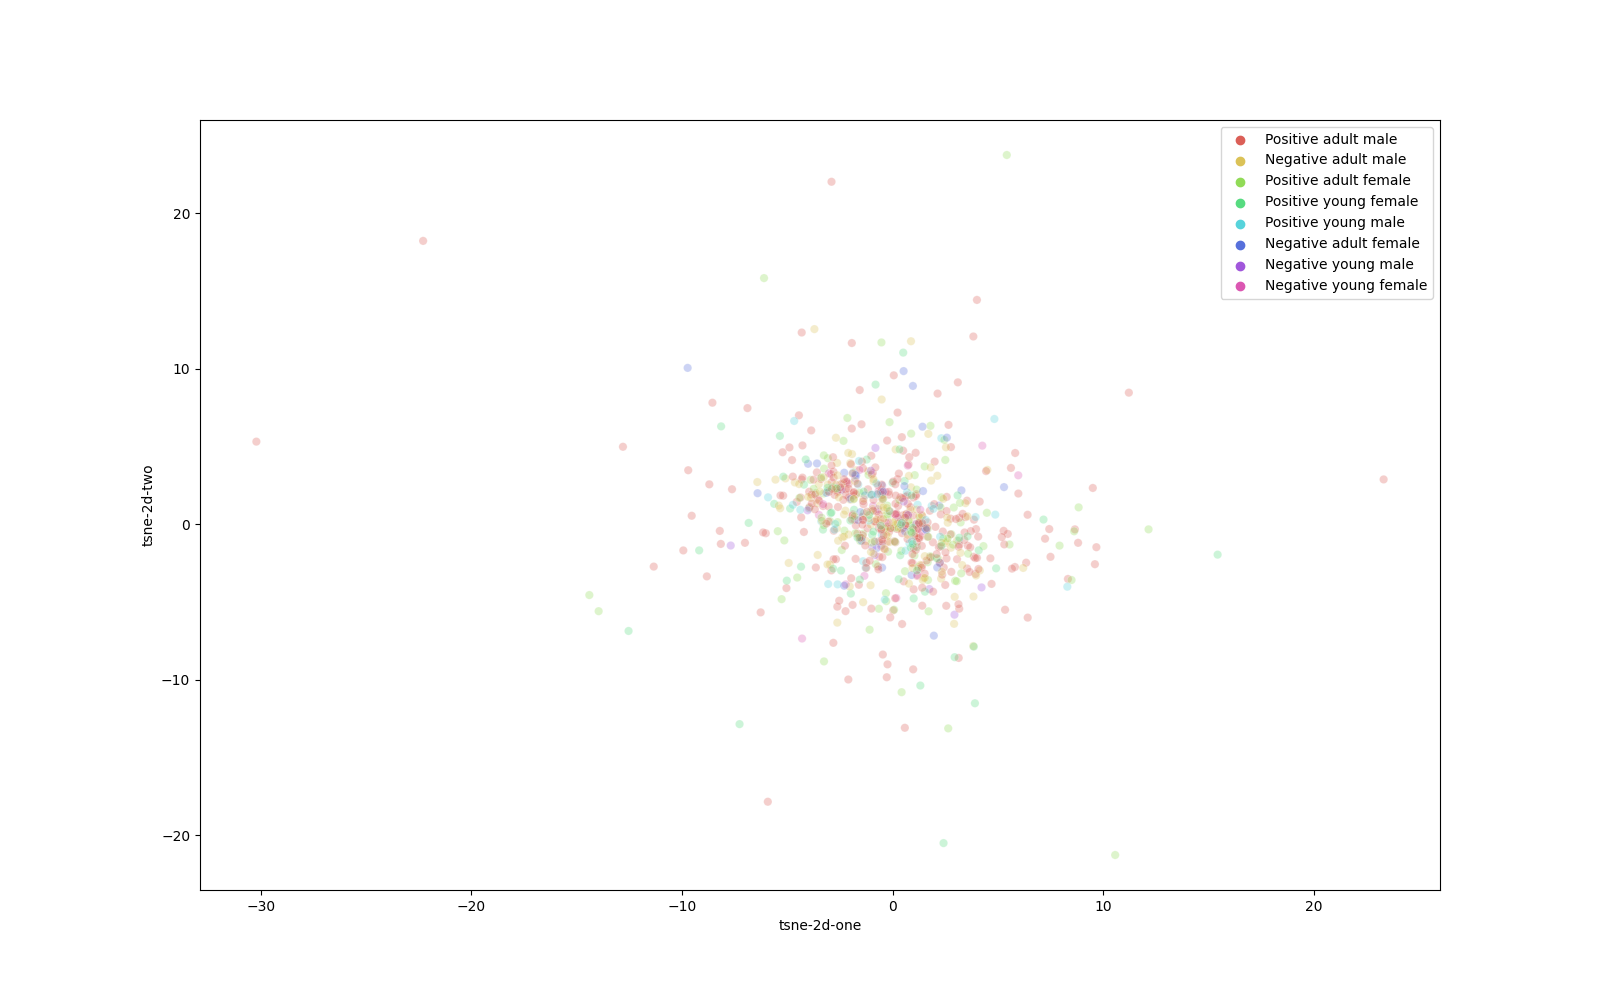 Positive adult male
Negative adult male
Positive adult female
Positive young female
Positive young male
Negative adult female
Negative young male
Negative young female
20
10
0
−10
−20
tsne-2d-two
−30
−20
−10
0
10
20
tsne-2d-one